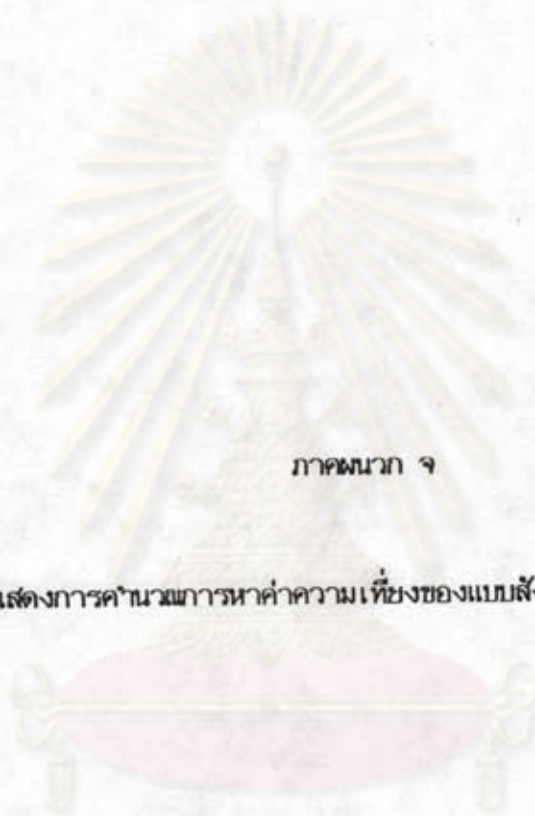 ภาคผนวก จ
แสดงการคำนวณการหาค่าความเที่ยงของแบบสั